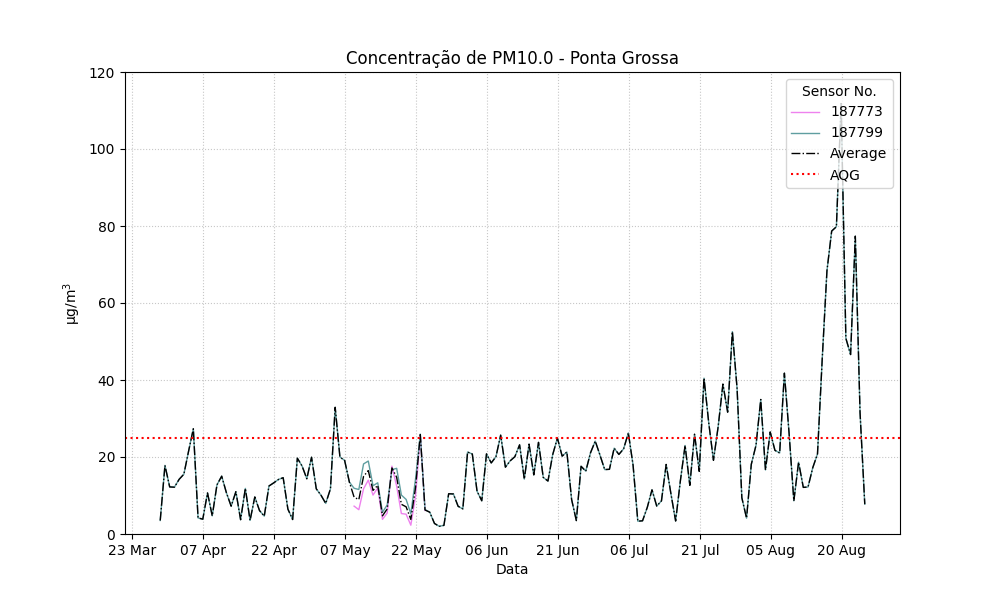 Concentração de PM10.0 - Ponta Grossa
120
100
80
60
40
20
0
µg/m³
Sensor No.
187773
187799
Average
AQG
23 Mar 07 Apr 22 Apr 07 May 22 May 06 Jun 21 Jun 06 Jul 21 Jul 05 Aug 20 Aug
Data